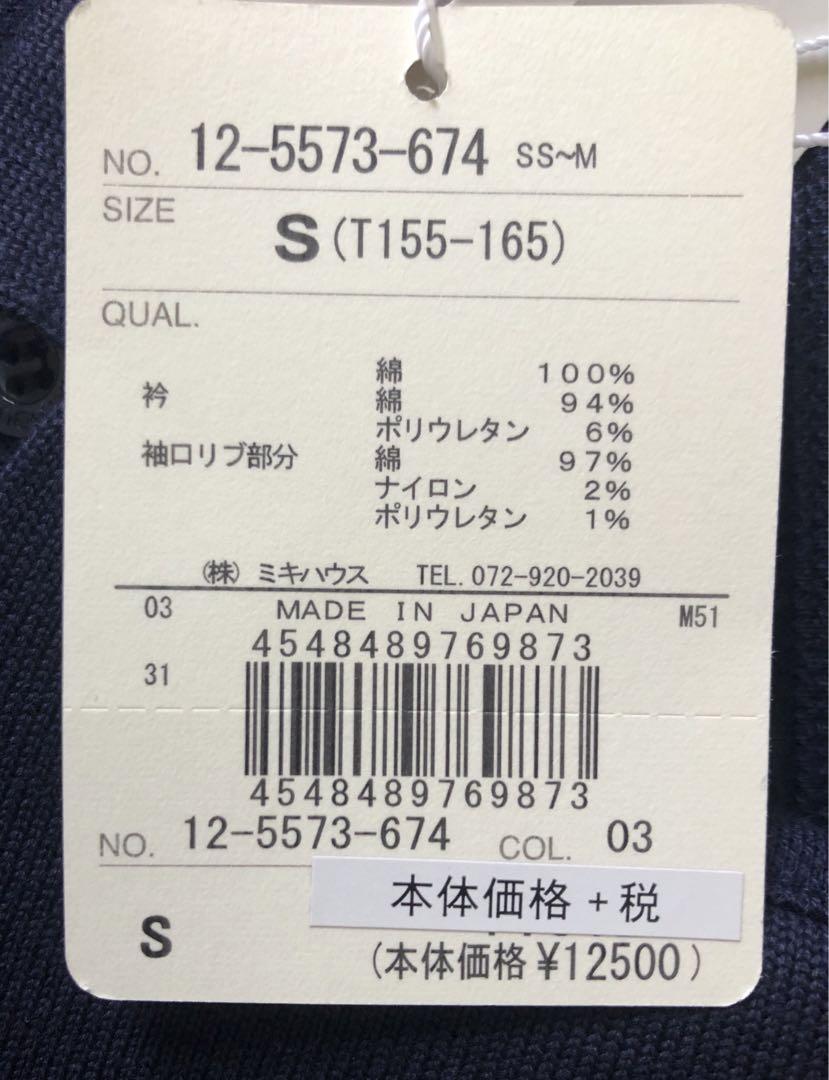 NO. 12-5573-674 SS~M
SIZE
S (T155-165)
QUAL.
綿 100%
衿 綿 94%
ポリウレタン 6%
袖口リブ部分 綿 97%
ナイロン 2%
ポリウレタン 1%
(株) ミキハウス TEL. 072-920-2039
03 MADE IN JAPAN M51
4548489769873
31
4548489769873
NO. 12-5573-674 COL. 03
本体価格+税
S
(本体価格¥12500)